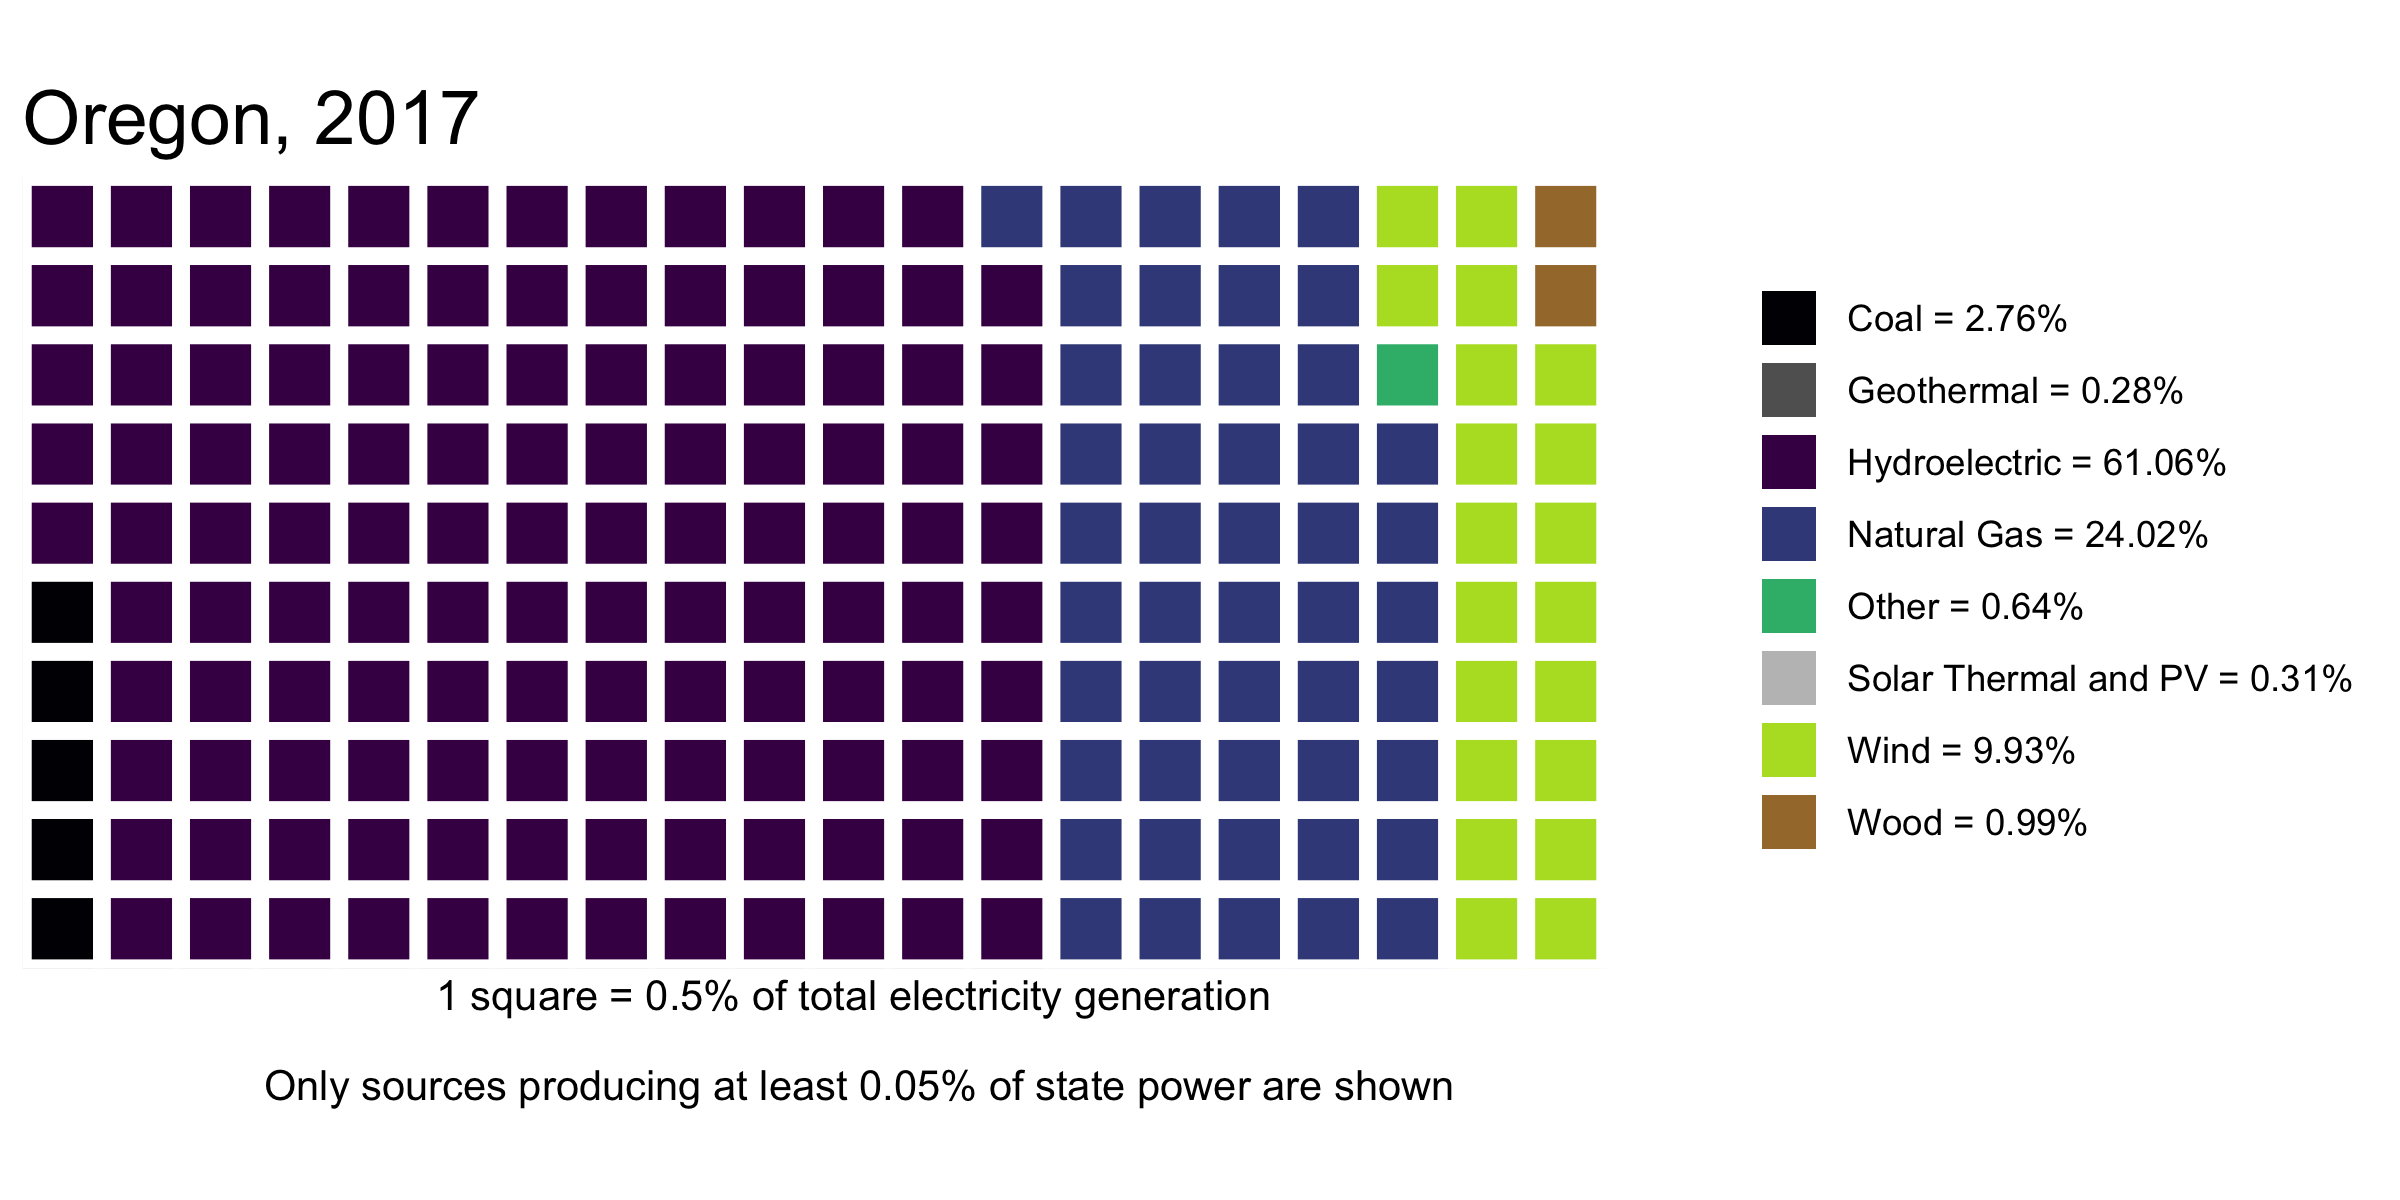 Oregon, 2017
Coal = 2.76%
Geothermal = 0.28%
Hydroelectric = 61.06%
Natural Gas = 24.02%
Other = 0.64%
Solar Thermal and PV = 0.31%
Wind = 9.93%
Wood = 0.99%
1 square = 0.5% of total electricity generation
Only sources producing at least 0.05% of state power are shown